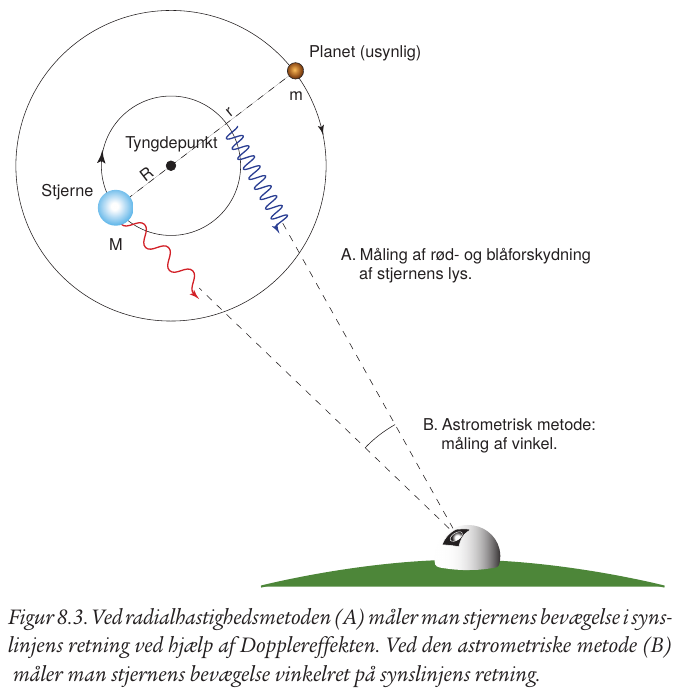 Planet (usynlig)
m
r
Tyngdepunkt
R
Stjerne
M
A. Måling af rød- og blåforskydning
af stjernens lys.
B. Astrometrisk metode:
måling af vinkel.
Figur 8.3. Ved radialhastighedsmetoden (A) måler man stjernens bevægelse i syns-
linjens retning ved hjælp af Dopplereffekten. Ved den astrometriske metode (B)
måler man stjernens bevægelse vinkelret på synslinjens retning.